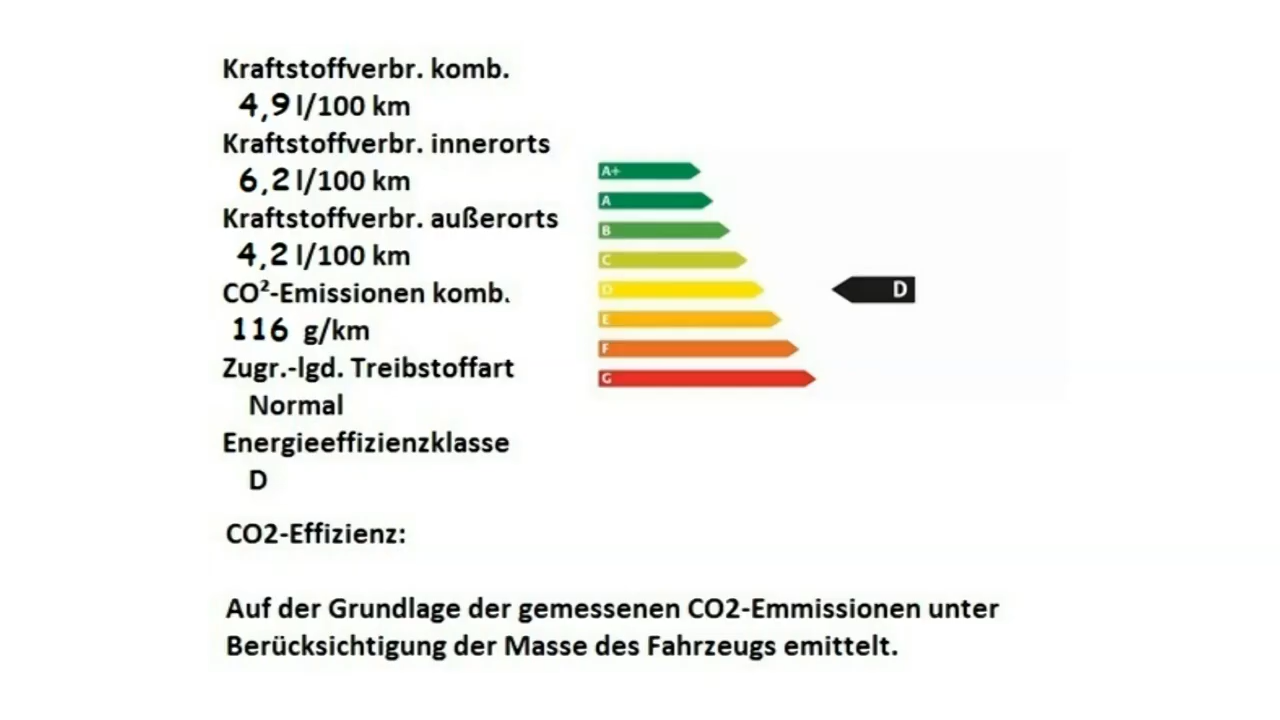 Kraftstoffverbr. komb.
4,9 l/100 km
Kraftstoffverbr. innerorts
6,2 l/100 km
Kraftstoffverbr. außerorts
4,2 l/100 km
CO²-Emissionen komb.
116 g/km
Zugr.-lgd. Treibstoffart
Normal
Energieeffizienzklasse
D
A+
A
B
C
D
E
F
G
D
CO2-Effizienz:
Auf der Grundlage der gemessenen CO2-Emmissionen unter
Berücksichtigung der Masse des Fahrzeugs emittelt.